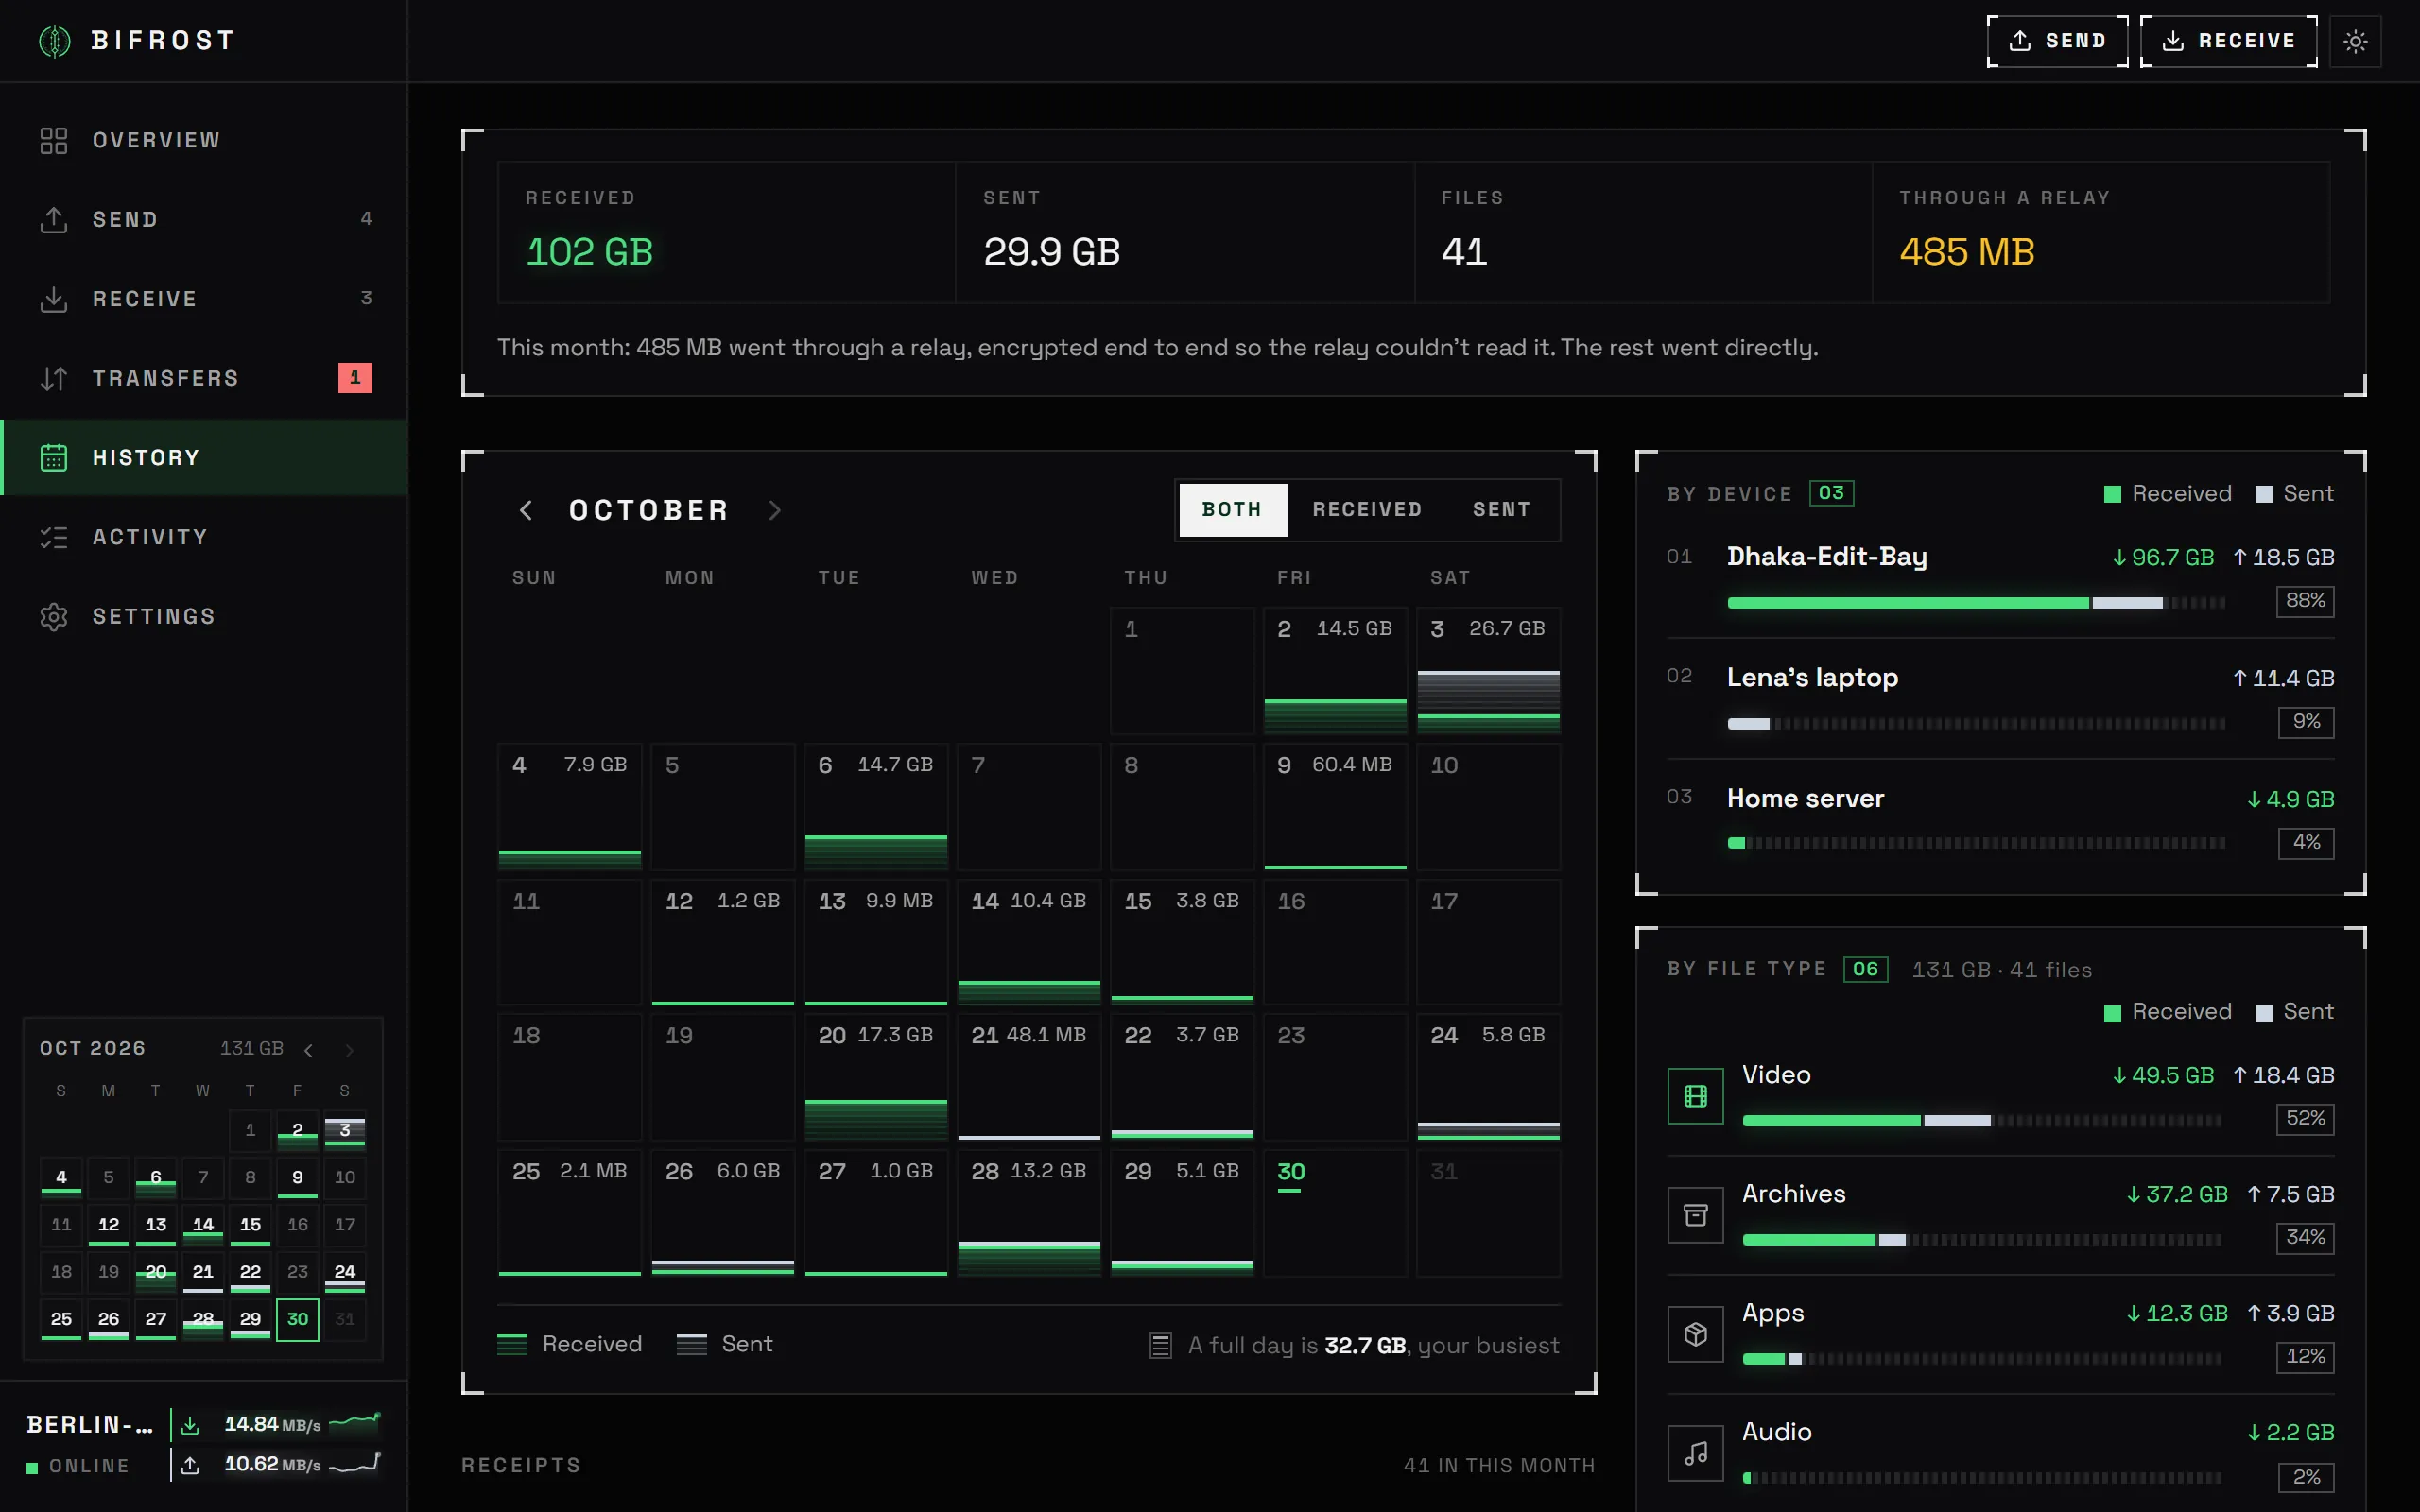 BIFROST
SEND
RECEIVE
OVERVIEW
SEND 4
RECEIVE 3
TRANSFERS 1
HISTORY
ACTIVITY
SETTINGS
OCT 2026 131 GB
S M T W T F S
1 2 3
4 5 6 7 8 9 10
11 12 13 14 15 16 17
18 19 20 21 22 23 24
25 26 27 28 29 30 31
BERLIN-… 14.84 MB/s
ONLINE 10.62 MB/s
RECEIVED SENT FILES THROUGH A RELAY
102 GB 29.9 GB 41 485 MB
This month: 485 MB went through a relay, encrypted end to end so the relay couldn't read it. The rest went directly.
OCTOBER BOTH RECEIVED SENT
SUN MON TUE WED THU FRI SAT
1 2 14.5 GB 3 26.7 GB
4 7.9 GB 5 6 14.7 GB 7 8 9 60.4 MB 10
11 12 1.2 GB 13 9.9 MB 14 10.4 GB 15 3.8 GB 16 17
18 19 20 17.3 GB 21 48.1 MB 22 3.7 GB 23 24 5.8 GB
25 2.1 MB 26 6.0 GB 27 1.0 GB 28 13.2 GB 29 5.1 GB 30 31
Received Sent A full day is 32.7 GB, your busiest
RECEIPTS 41 IN THIS MONTH
BY DEVICE 03 Received Sent
01 Dhaka-Edit-Bay ↓ 96.7 GB ↑ 18.5 GB
88%
02 Lena's laptop ↑ 11.4 GB
9%
03 Home server ↓ 4.9 GB
4%
BY FILE TYPE 06 131 GB · 41 files
Received Sent
Video ↓ 49.5 GB ↑ 18.4 GB
52%
Archives ↓ 37.2 GB ↑ 7.5 GB
34%
Apps ↓ 12.3 GB ↑ 3.9 GB
12%
Audio ↓ 2.2 GB
2%